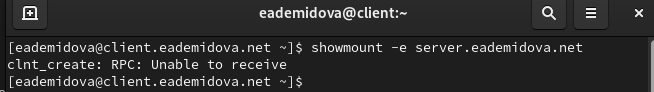 eademidova@client:~
[eademidova@client.eademidova.net ~]$ showmount -e server.eademidova.net
clnt_create: RPC: Unable to receive
[eademidova@client.eademidova.net ~]$